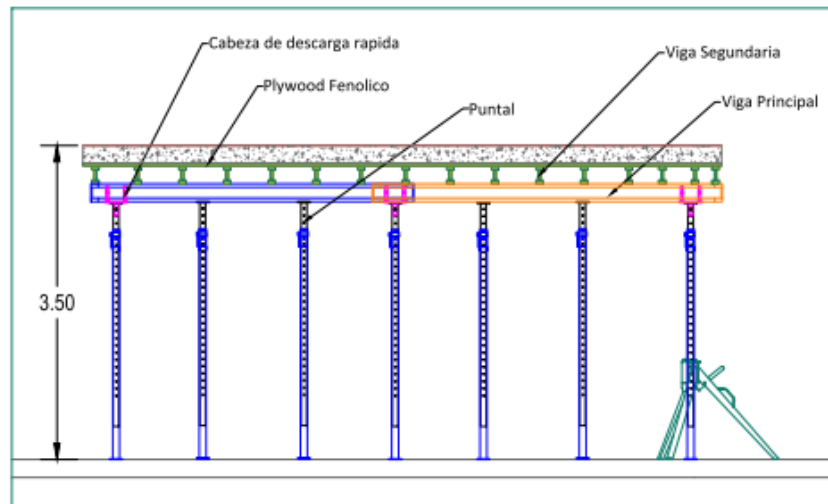 Cabeza de descarga rapida
Viga Segundaria
Plywood Fenolico
Viga Principal
Puntal
3.50